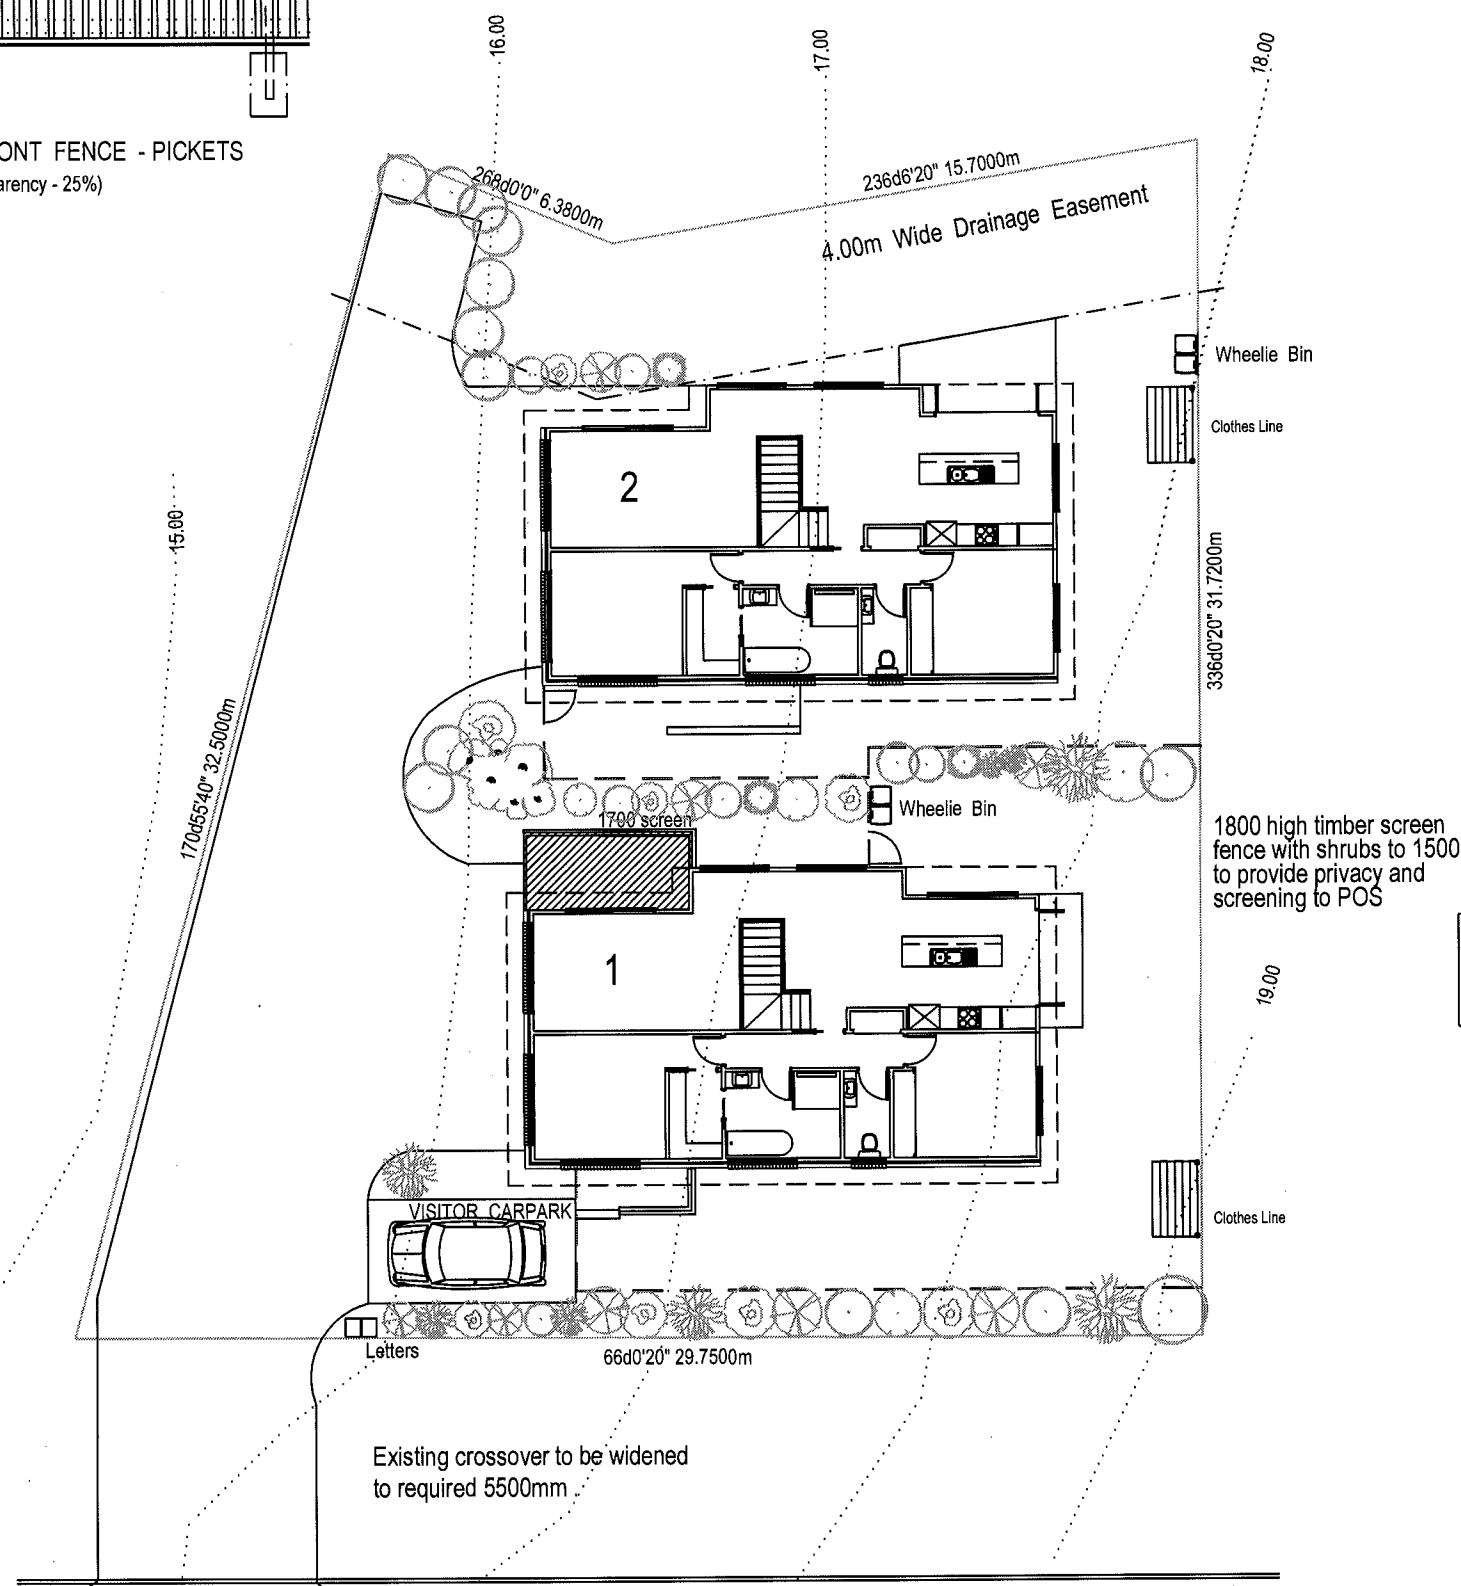 16.00
17.00
18.00
ONT FENCE - PICKETS
arency - 25%)
268d0'0" 6.3800m
236d6'20" 15.7000m
4.00m Wide Drainage Easement
Wheelie Bin
Clothes Line
2
15.00
336d0'20" 31.7200m
170d55'40" 32.5000m
Wheelie Bin
1700 screen
1800 high timber screen
fence with shrubs to 1500
to provide privacy and
screening to POS
1
19.00
VISITOR CARPARK
Clothes Line
Letters
66d0'20" 29.7500m
Existing crossover to be widened
to required 5500mm